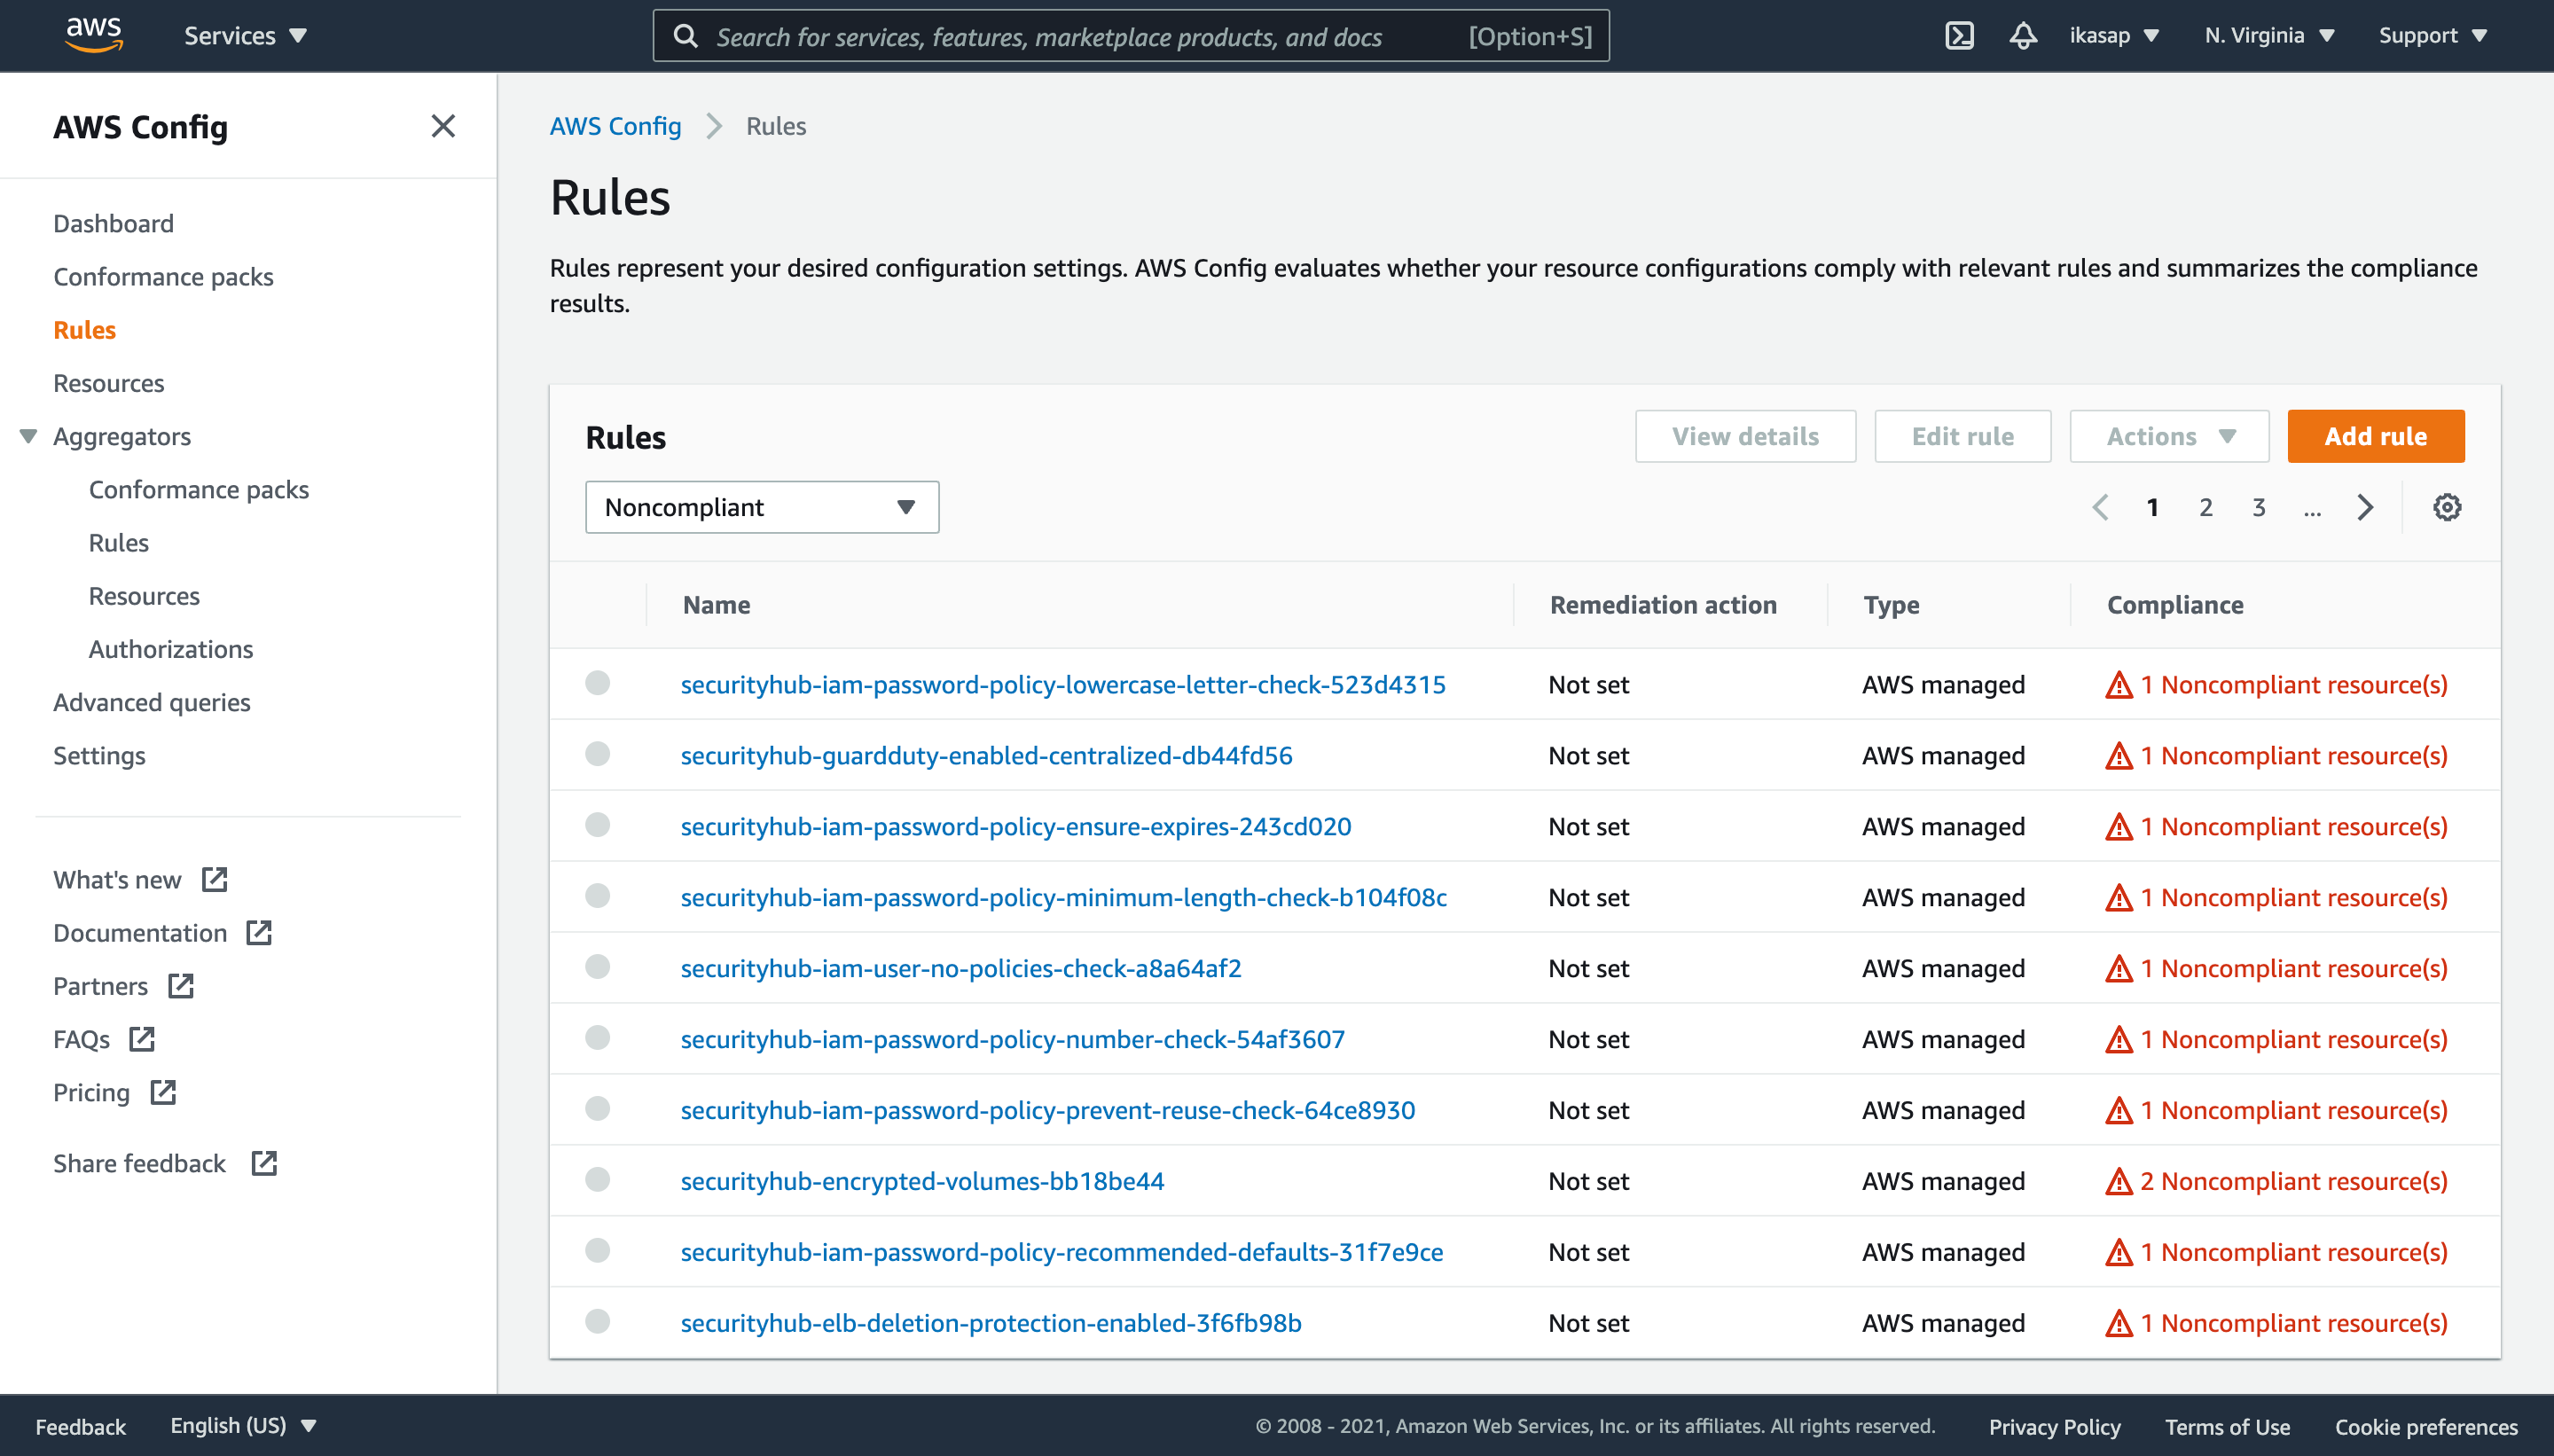 aws
Services
Search for services, features, marketplace products, and docs [Option+S]
ikasap
N. Virginia
Support
AWS Config
Dashboard
Conformance packs
Rules
Resources
Aggregators
Conformance packs
Rules
Resources
Authorizations
Advanced queries
Settings
What's new
Documentation
Partners
FAQs
Pricing
Share feedback
AWS Config > Rules
Rules
Rules represent your desired configuration settings. AWS Config evaluates whether your resource configurations comply with relevant rules and summarizes the compliance
results.
Rules
View details
Edit rule
Actions
Add rule
Noncompliant
1 2 3 ...
Name Remediation action Type Compliance
securityhub-iam-password-policy-lowercase-letter-check-523d4315 Not set AWS managed 1 Noncompliant resource(s)
securityhub-guardduty-enabled-centralized-db44fd56 Not set AWS managed 1 Noncompliant resource(s)
securityhub-iam-password-policy-ensure-expires-243cd020 Not set AWS managed 1 Noncompliant resource(s)
securityhub-iam-password-policy-minimum-length-check-b104f08c Not set AWS managed 1 Noncompliant resource(s)
securityhub-iam-user-no-policies-check-a8a64af2 Not set AWS managed 1 Noncompliant resource(s)
securityhub-iam-password-policy-number-check-54af3607 Not set AWS managed 1 Noncompliant resource(s)
securityhub-iam-password-policy-prevent-reuse-check-64ce8930 Not set AWS managed 1 Noncompliant resource(s)
securityhub-encrypted-volumes-bb18be44 Not set AWS managed 2 Noncompliant resource(s)
securityhub-iam-password-policy-recommended-defaults-31f7e9ce Not set AWS managed 1 Noncompliant resource(s)
securityhub-elb-deletion-protection-enabled-3f6fb98b Not set AWS managed 1 Noncompliant resource(s)
Feedback
English (US)
© 2008 - 2021, Amazon Web Services, Inc. or its affiliates. All rights reserved.
Privacy Policy
Terms of Use
Cookie preferences